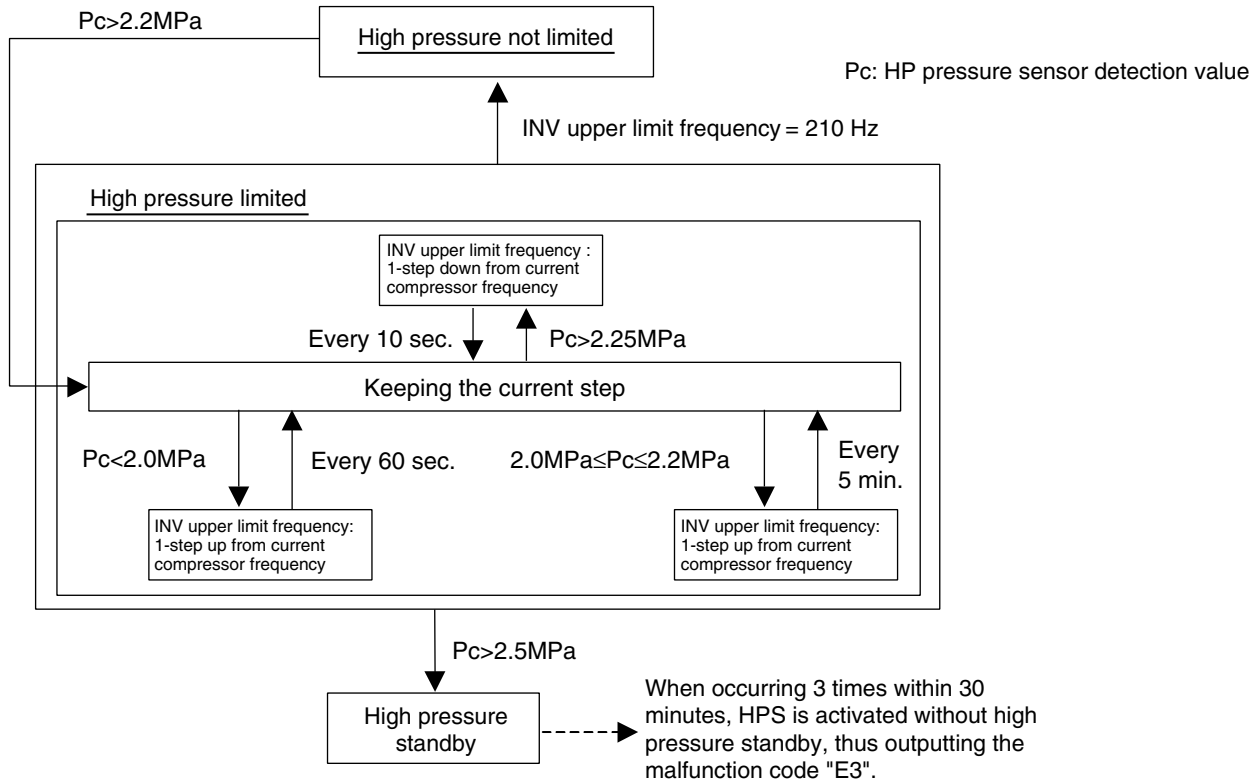 Pc>2.2MPa
High pressure not limited
Pc: HP pressure sensor detection value
INV upper limit frequency = 210 Hz
High pressure limited
INV upper limit frequency :
1-step down from current
compressor frequency
Every 10 sec.
Pc>2.25MPa
Keeping the current step
Pc<2.0MPa
Every 60 sec.
2.0MPa≤Pc≤2.2MPa
Every
5 min.
INV upper limit frequency:
1-step up from current
compressor frequency
INV upper limit frequency:
1-step up from current
compressor frequency
Pc>2.5MPa
High pressure
standby
When occurring 3 times within 30
minutes, HPS is activated without high
pressure standby, thus outputting the
malfunction code "E3".